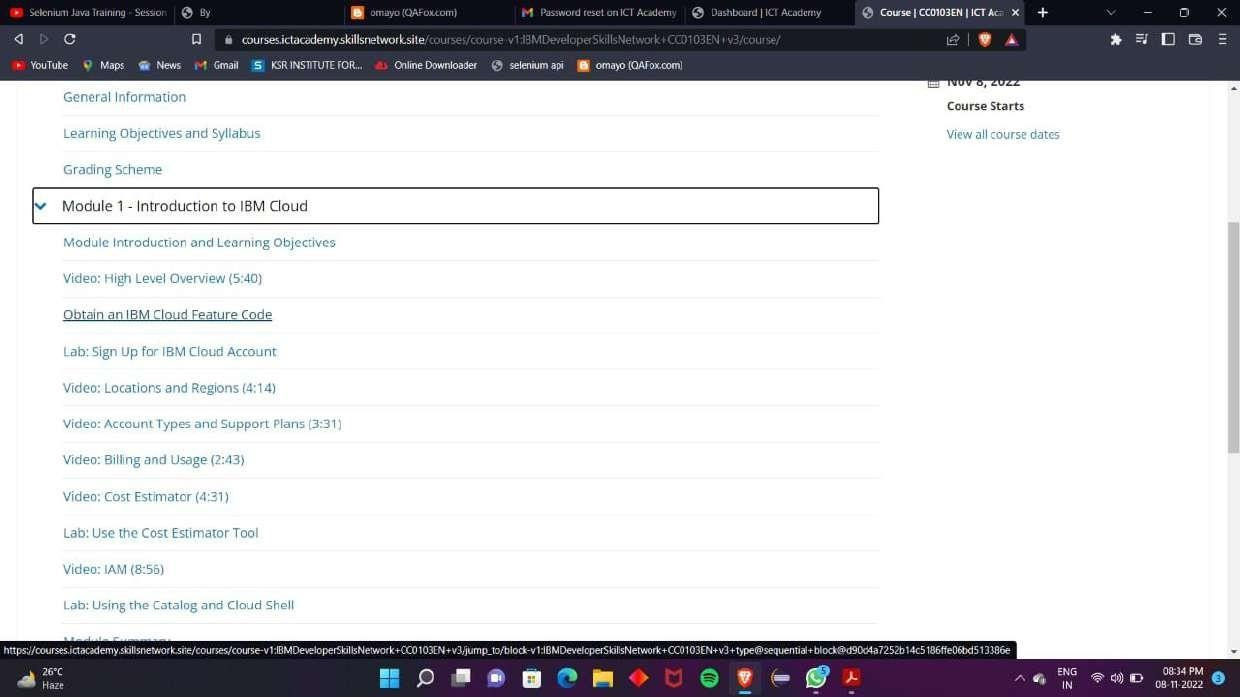 Selenium Java Training - Session
By
omayo (QAFox.com)
Password reset on ICT Academy
Dashboard | ICT Academy
Course | CC0103EN | ICT Aca
courses.ictacademy.skillsnetwork.site/courses/course-v1:IBMDeveloperSkillsNetwork+CC0103EN+v3/course/
YouTube
Maps
News
Gmail
KSR INSTITUTE FOR...
Online Downloader
selenium api
omayo (QAFox.com)
General Information
Nov 8, 2022
Course Starts
Learning Objectives and Syllabus
View all course dates
Grading Scheme
Module 1 - Introduction to IBM Cloud
Module Introduction and Learning Objectives
Video: High Level Overview (5:40)
Obtain an IBM Cloud Feature Code
Lab: Sign Up for IBM Cloud Account
Video: Locations and Regions (4:14)
Video: Account Types and Support Plans (3:31)
Video: Billing and Usage (2:43)
Video: Cost Estimator (4:31)
Lab: Use the Cost Estimator Tool
Video: IAM (8:56)
Lab: Using the Catalog and Cloud Shell
Module Summary
https://courses.ictacademy.skillsnetwork.site/courses/course-v1:IBMDeveloperSkillsNetwork+CC0103EN+v3/jump_to/block-v1:IBMDeveloperSkillsNetwork+CC0103EN+v3+type@sequential+block@d90d4a7252b14c5186ffe06bd513386e
26°C
Haze
5
ENG
IN
08:34 PM
08-11-2022
3